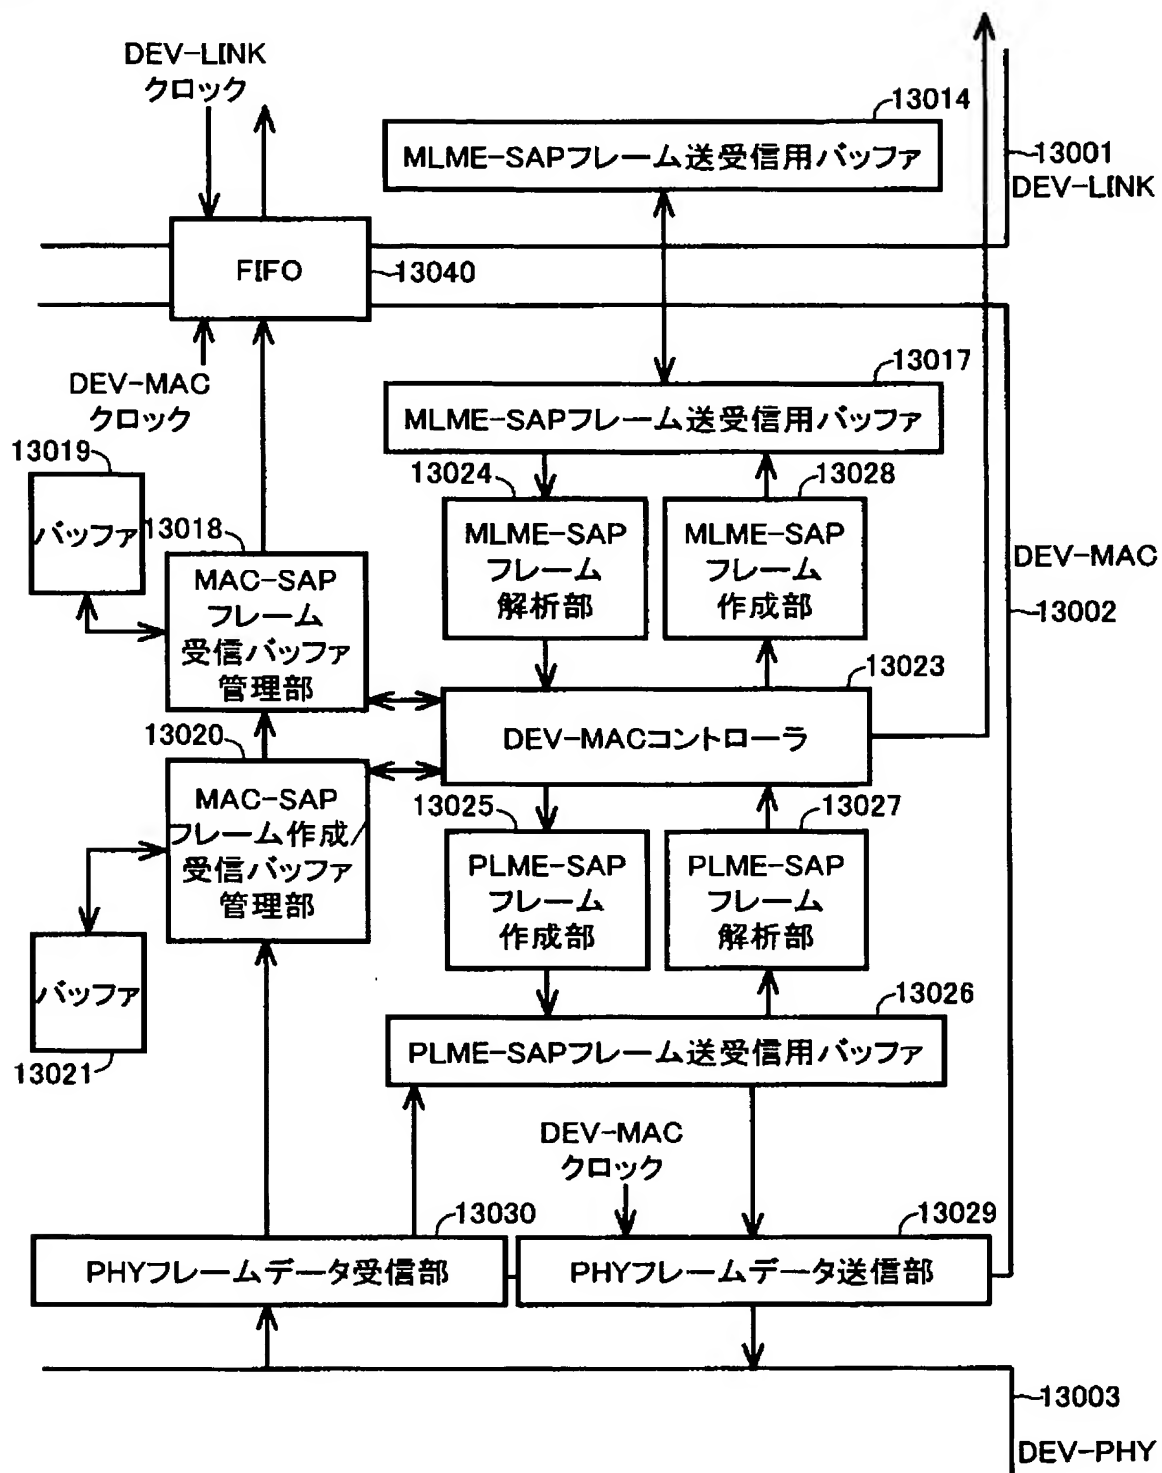 DEV-LINK
クロック
13014
MLME-SAPフレーム送受信用バッファ
13001
DEV-LINK
FIFO
13040
DEV-MAC
クロック
13017
MLME-SAPフレーム送受信用バッファ
13019
バッファ
13018
MAC-SAP
フレーム
受信バッファ
管理部
13024
MLME-SAP
フレーム
解析部
13028
MLME-SAP
フレーム
作成部
DEV-MAC
13002
13023
DEV-MACコントローラ
13020
MAC-SAP
フレーム作成/
受信バッファ
管理部
13025
PLME-SAP
フレーム
作成部
13027
PLME-SAP
フレーム
解析部
バッファ
13021
13026
PLME-SAPフレーム送受信用バッファ
DEV-MAC
クロック
13030
PHYフレームデータ受信部
13029
PHYフレームデータ送信部
13003
DEV-PHY